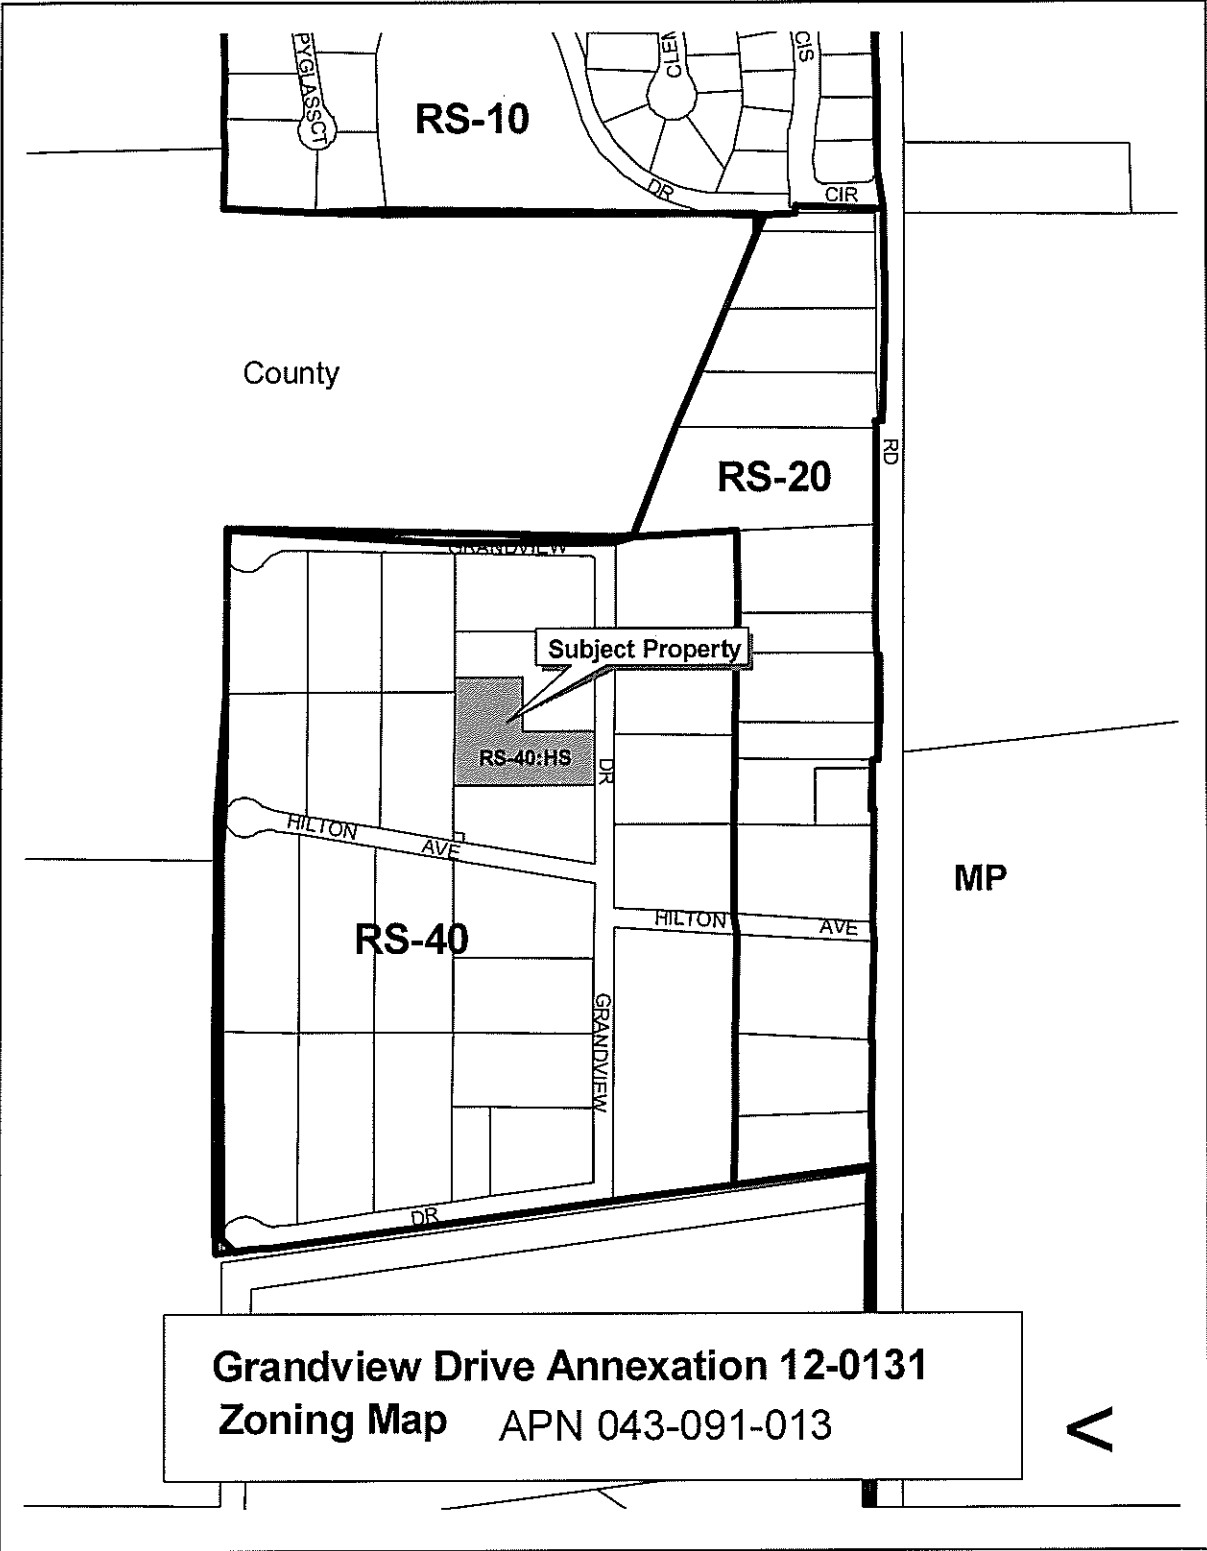 PYGLASSCT
CLEM
CIS
RS-10
DR
CIR
County
RD
RS-20
GRANDVIEW
Subject Property
RS-40:HS
DR
HILTON AVE
MP
HILTON AVE
RS-40
GRANDVIEW
DR
Grandview Drive Annexation 12-0131
Zoning Map APN 043-091-013
<